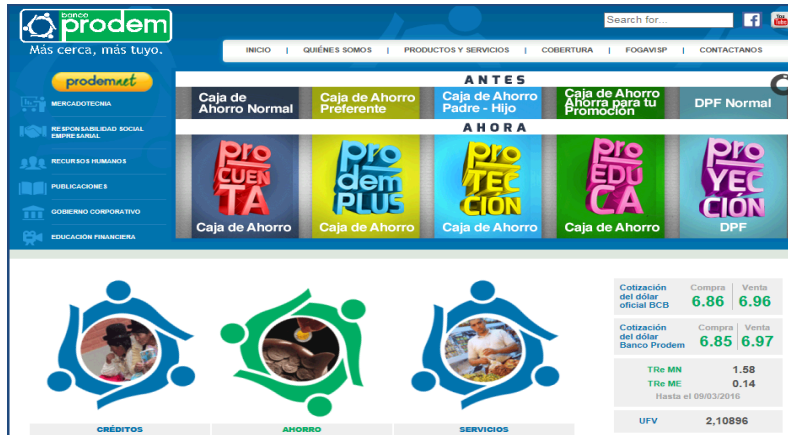 banco
prodem
Más cerca, más tuyo.
Search for...
You
Tube
INICIO | QUIÉNES SOMOS | PRODUCTOS Y SERVICIOS | COBERTURA | FOGAVISP | CONTACTANOS
prodemnet
MERCADOTECNIA
RESPONSABILIDAD SOCIAL
EMPRESARIAL
RECURSOS HUMANOS
PUBLICACIONES
GOBIERNO CORPORATIVO
EDUCACIÓN FINANCIERA
ANTES
Caja de
Ahorro Normal
Caja de Ahorro
Preferente
Caja de Ahorro
Padre - Hijo
Caja de Ahorro
Ahorra para tu
Promoción
DPF Normal
AHORA
pro
CUEN
TA
Caja de Ahorro
Pro
dem
PLUS
Caja de Ahorro
pro
TEC
CIÓN
Caja de Ahorro
pro
EDU
CA
Caja de Ahorro
pro
YEC
CIÓN
DPF
CRÉDITOS
AHORRO
SERVICIOS
Cotización
del dólar
oficial BCB
Compra | Venta
6.86 | 6.96
Cotización
del dólar
Banco Prodem
Compra | Venta
6.85 | 6.97
TRe MN 1.58
TRe ME 0.14
Hasta el 09/03/2016
UFV 2,10896